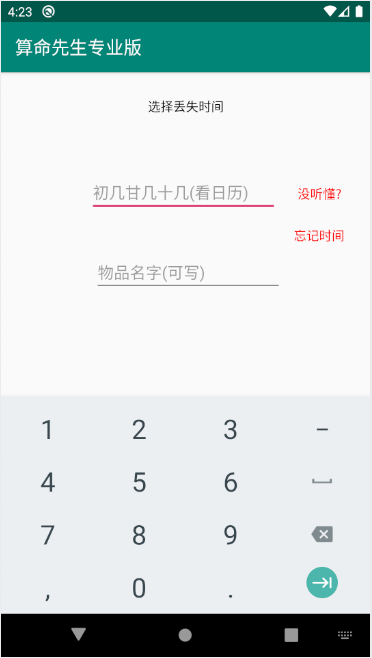 4:23
算命先生专业版
选择丢失时间
初几甘几十几(看日历)
没听懂?
忘记时间
物品名字(可写)
1 2 3 −
4 5 6
7 8 9
, 0 .